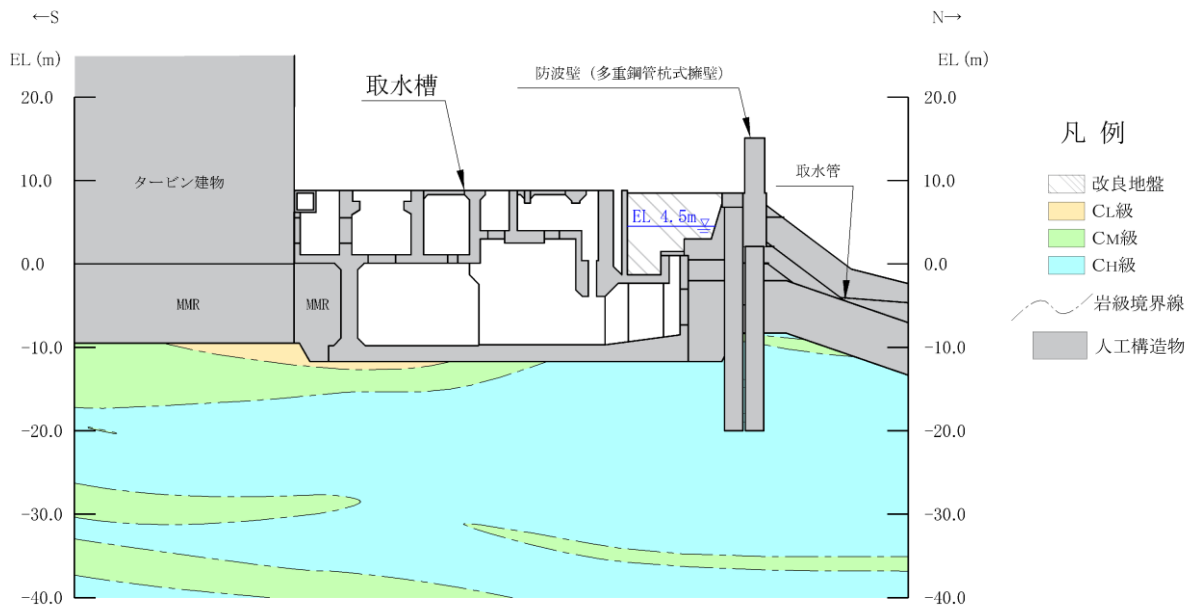 ←S
N→
EL (m)
EL (m)
防波壁 (多重鋼管杭式擁壁)
取水槽
20.0
20.0
凡 例
取水管
タービン建物
改良地盤
10.0
10.0
CL級
EL 4.5m
CM級
0.0
0.0
CH級
MMR
MMR
岩級境界線
人工構造物
-10.0
-10.0
-20.0
-20.0
-30.0
-30.0
-40.0
-40.0